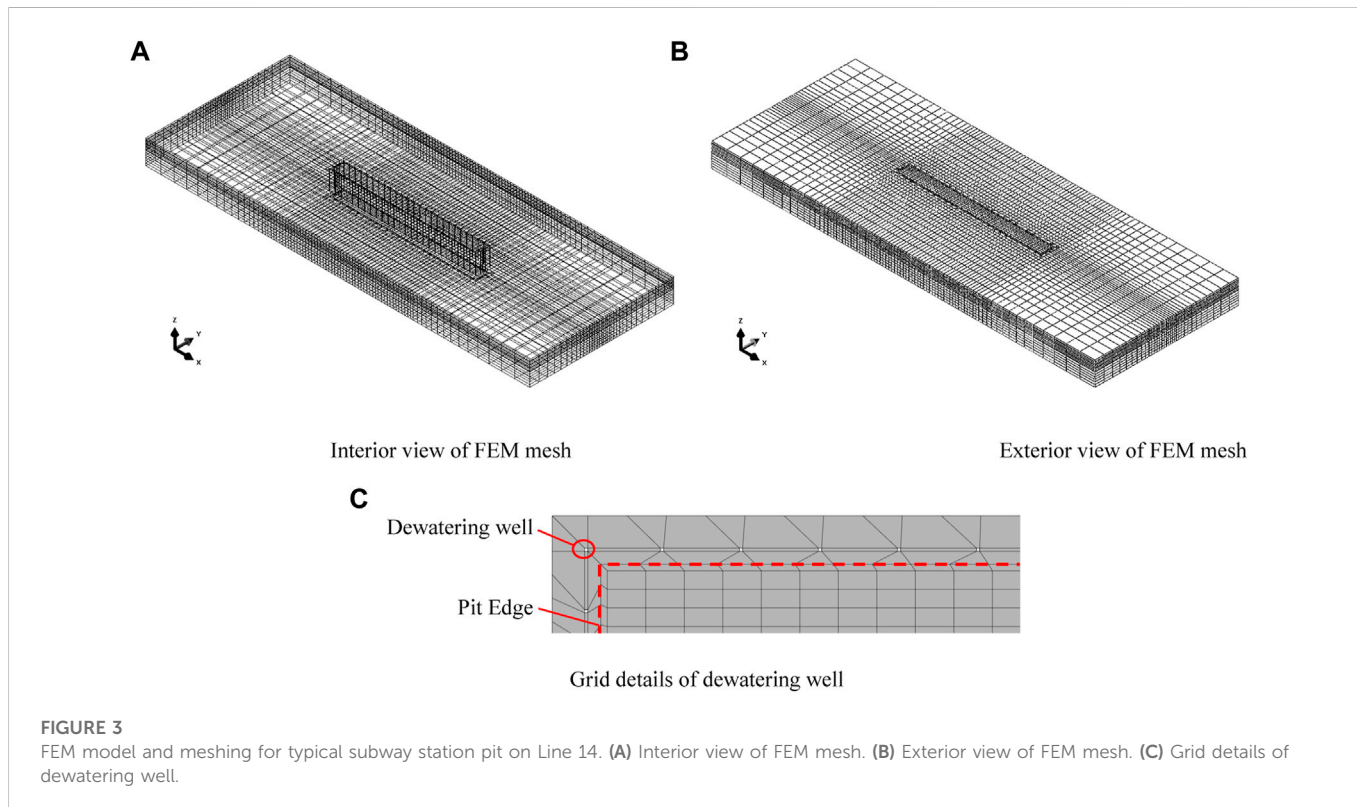 A
B
Z
Y
X
Z
Y
X
Interior view of FEM mesh
Exterior view of FEM mesh
C
Dewatering well
Pit Edge
Grid details of dewatering well
FIGURE 3
FEM model and meshing for typical subway station pit on Line 14. (A) Interior view of FEM mesh. (B) Exterior view of FEM mesh. (C) Grid details of
dewatering well.